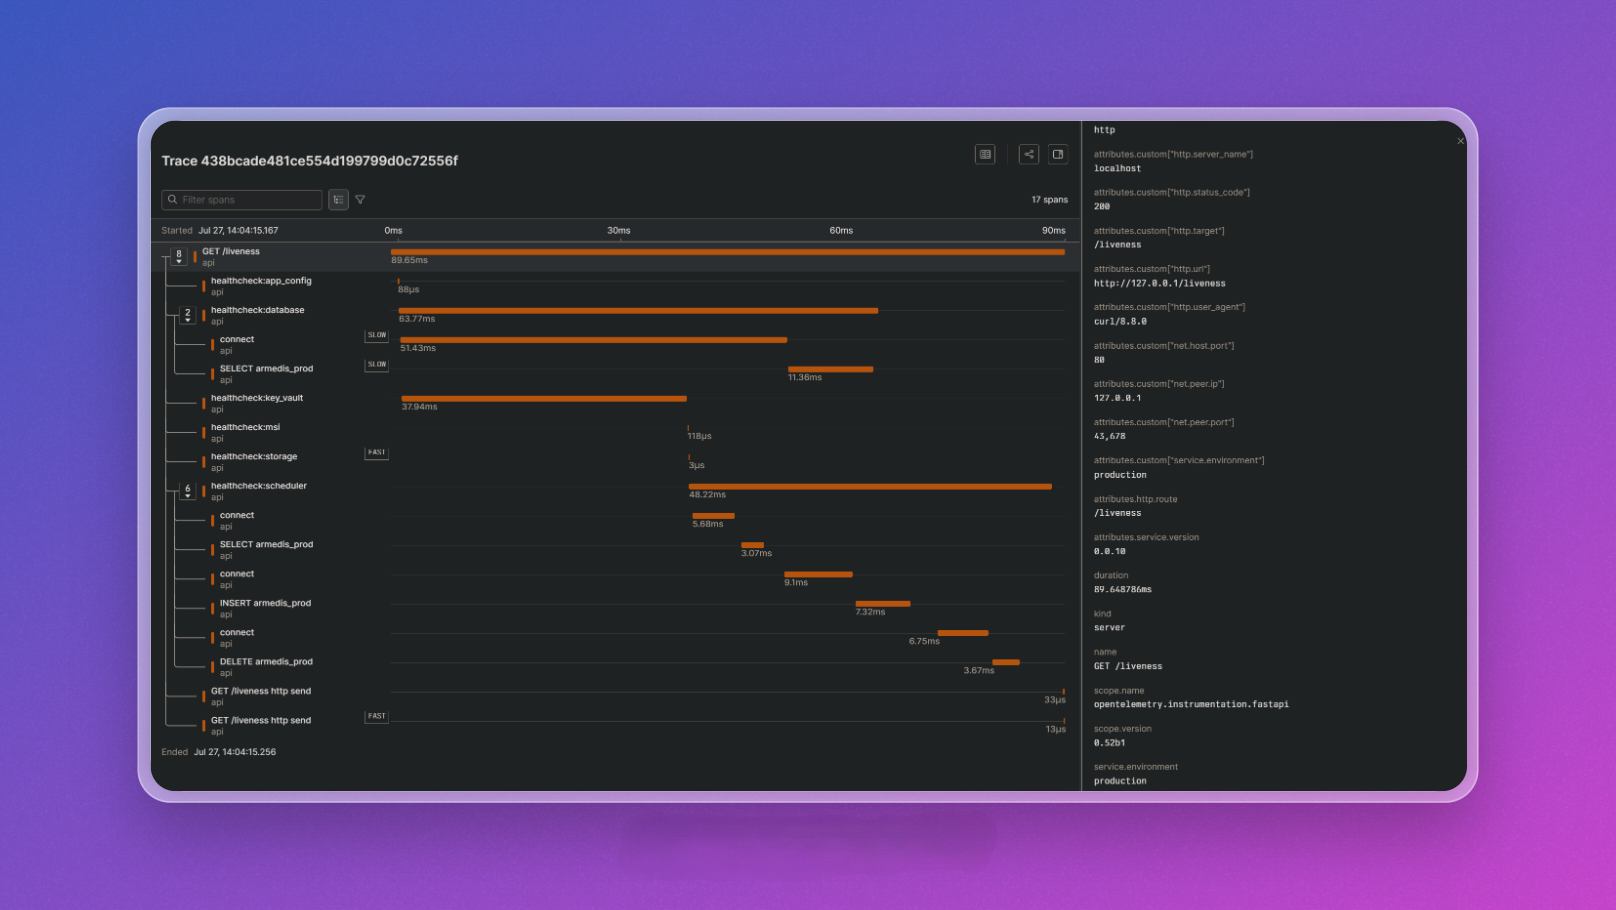 Trace 438bcade481ce554d199799d0c72556f
Filter spans
17 spans
Started Jul 27, 14:04:15.167 0ms 30ms 60ms 90ms
8 GET /liveness
api
89.65ms
healthcheck:app_config
api
88µs
2 healthcheck:database
api
63.77ms
connect
api
SLOW
51.43ms
SELECT armedis_prod
api
SLOW
11.36ms
healthcheck:key_vault
api
37.94ms
healthcheck:msi
api
118µs
healthcheck:storage
api
FAST
3µs
6 healthcheck:scheduler
api
48.22ms
connect
api
5.68ms
SELECT armedis_prod
api
3.07ms
connect
api
9.1ms
INSERT armedis_prod
api
7.32ms
connect
api
6.75ms
DELETE armedis_prod
api
3.67ms
GET /liveness http send
api
33µs
GET /liveness http send
api
FAST
13µs
Ended Jul 27, 14:04:15.256
http
attributes.custom["http.server_name"]
localhost
attributes.custom["http.status_code"]
200
attributes.custom["http.target"]
/liveness
attributes.custom["http.url"]
http://127.0.0.1/liveness
attributes.custom["http.user_agent"]
curl/8.8.0
attributes.custom["net.host.port"]
80
attributes.custom["net.peer.ip"]
127.0.0.1
attributes.custom["net.peer.port"]
43,678
attributes.custom["service.environment"]
production
attributes.http.route
/liveness
attributes.service.version
0.0.10
duration
89.648786ms
kind
server
name
GET /liveness
scope.name
opentelemetry.instrumentation.fastapi
scope.version
0.52b1
service.environment
production